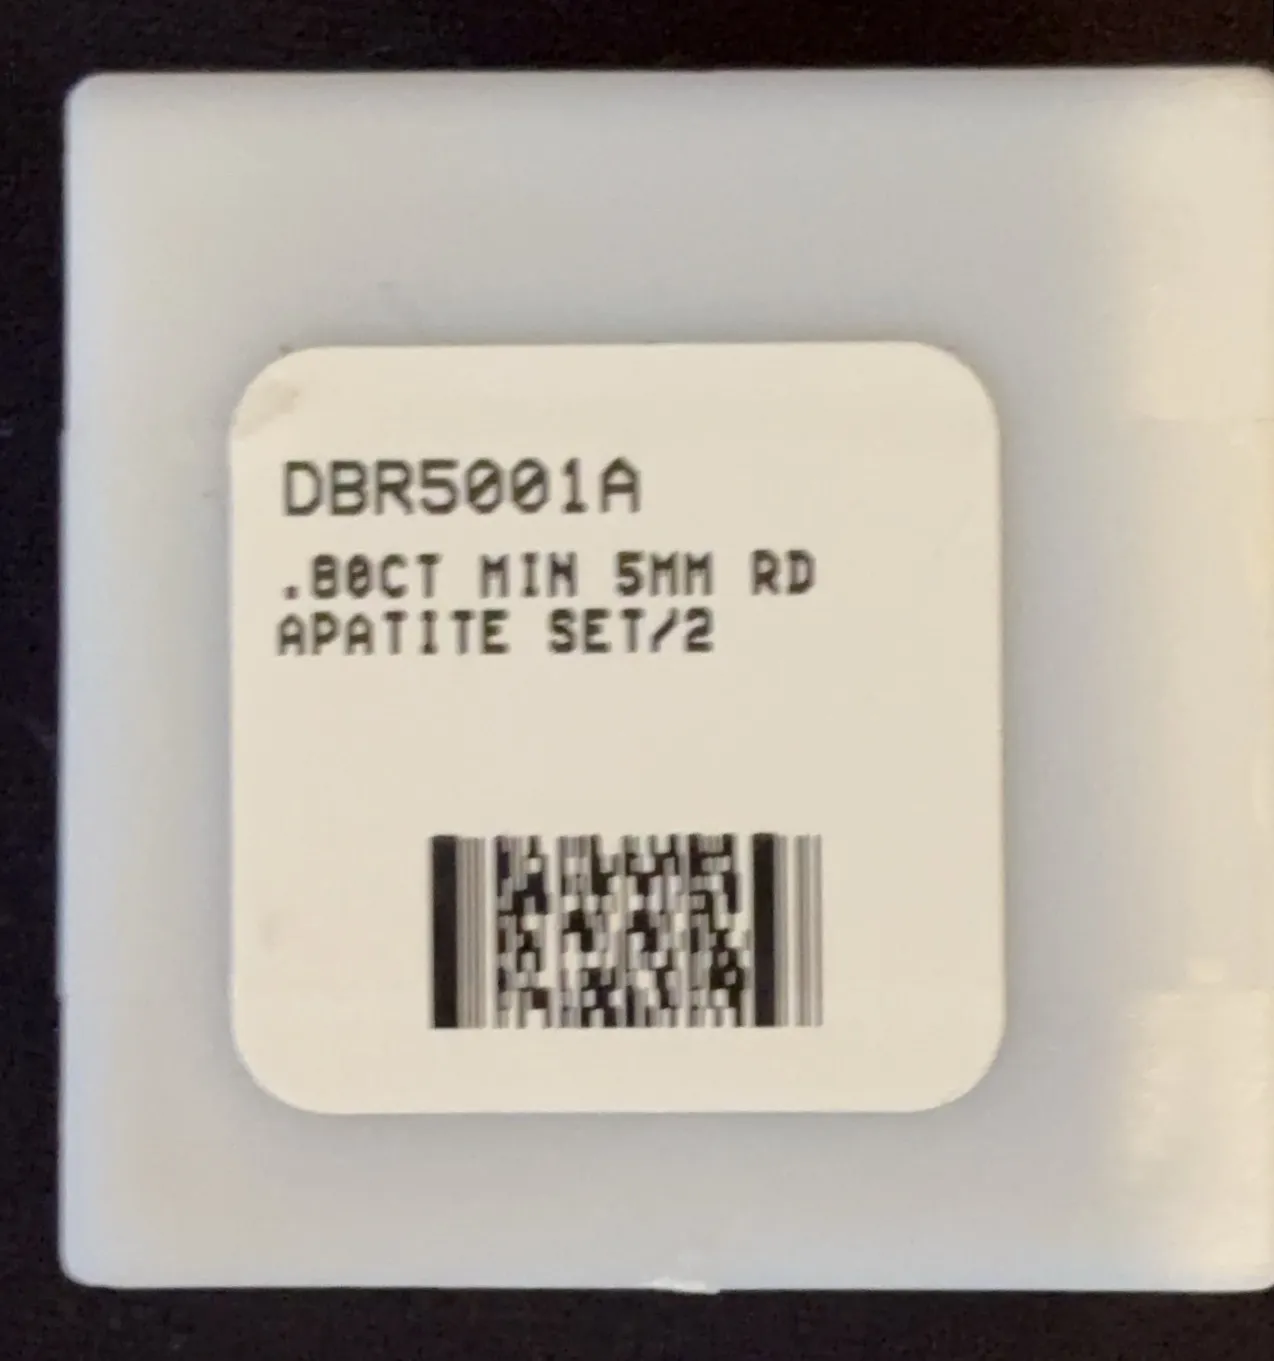 DBR5001A
.80CT MIN 5MM RD
APATITE SET/2